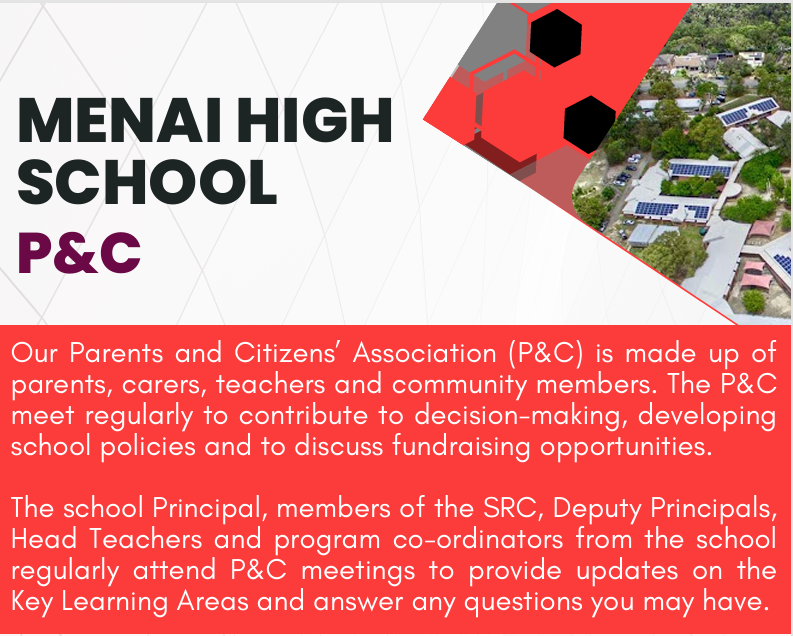 MENAI HIGH
SCHOOL
P&C
Our Parents and Citizens’ Association (P&C) is made up of
parents, carers, teachers and community members. The P&C
meet regularly to contribute to decision-making, developing
school policies and to discuss fundraising opportunities.
The school Principal, members of the SRC, Deputy Principals,
Head Teachers and program co-ordinators from the school
regularly attend P&C meetings to provide updates on the
Key Learning Areas and answer any questions you may have.